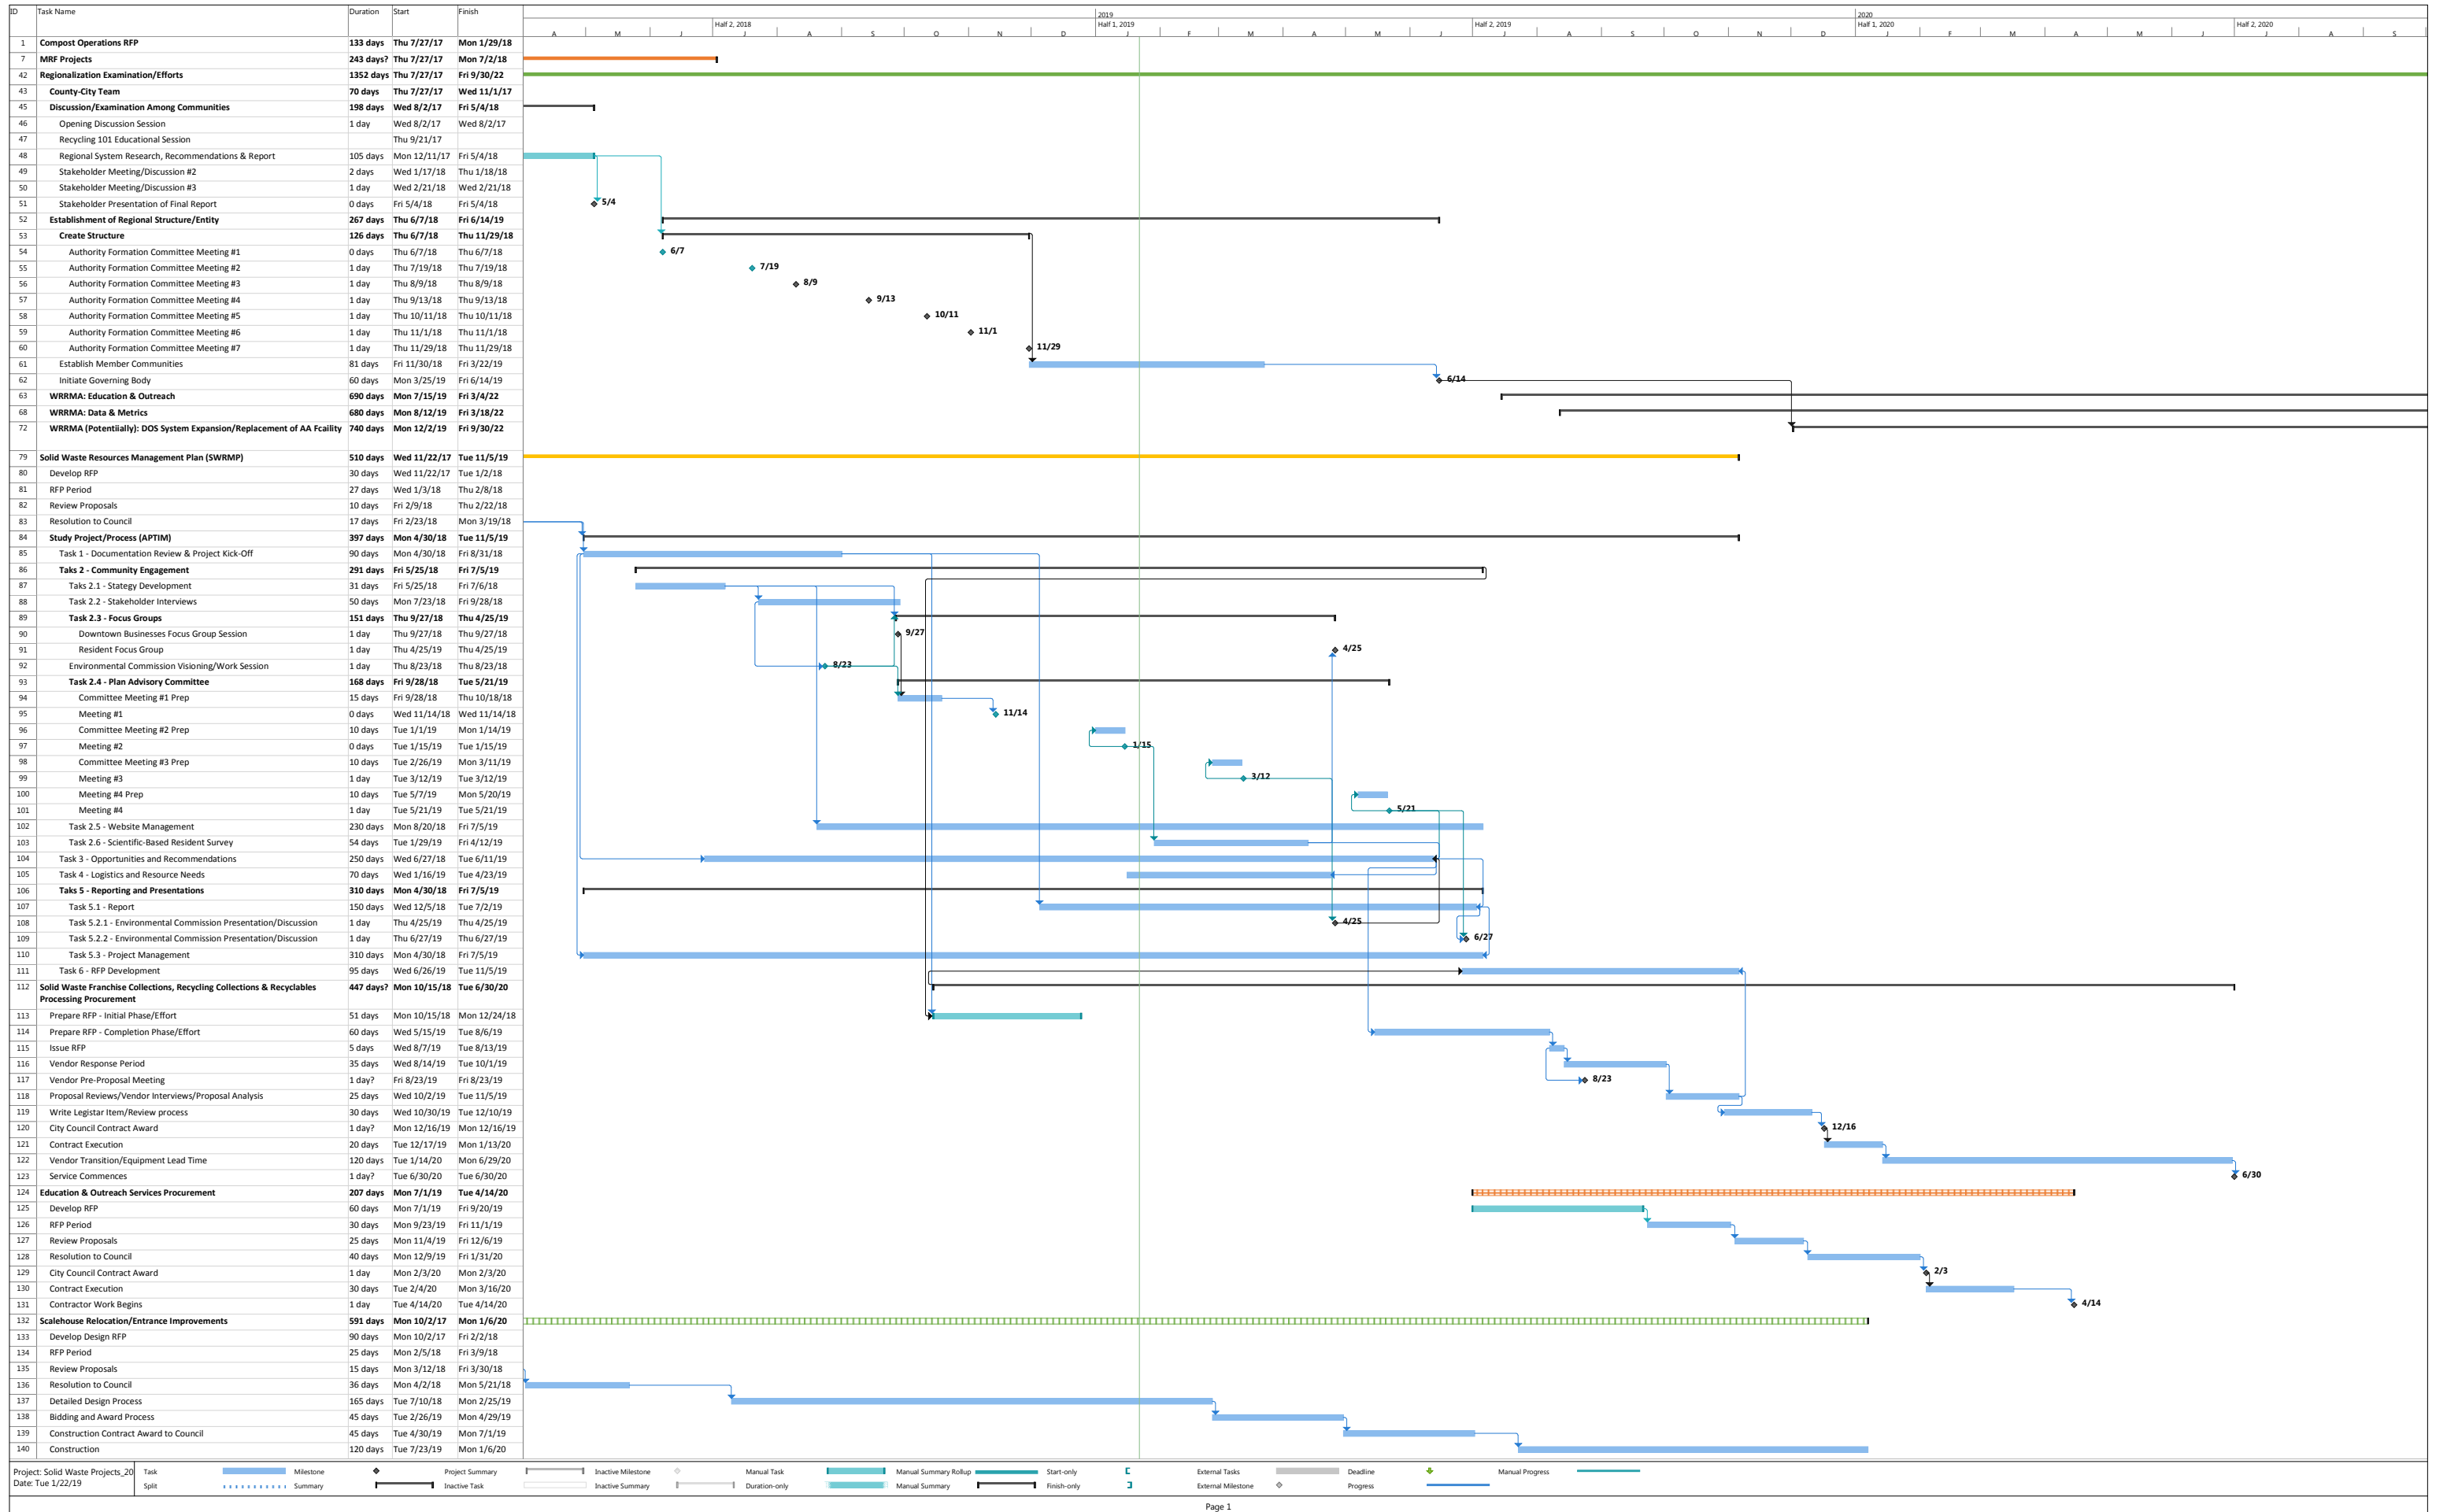 ID Task Name Duration Start Finish
2019 2020
Half 2, 2018 Half 1, 2019 Half 2, 2019 Half 1, 2020 Half 2, 2020
A M J J A S O N D J F M A M J J A S O N D J F M A M J J A S
1 Compost Operations RFP 133 days Thu 7/27/17 Mon 1/29/18
7 MRF Projects 243 days? Thu 7/27/17 Mon 7/2/18
42 Regionalization Examination/Efforts 1352 days Thu 7/27/17 Fri 9/30/22
43 County-City Team 70 days Thu 7/27/17 Wed 11/1/17
45 Discussion/Examination Among Communities 198 days Wed 8/2/17 Fri 5/4/18
46 Opening Discussion Session 1 day Wed 8/2/17 Wed 8/2/17
47 Recycling 101 Educational Session Thu 9/21/17
48 Regional System Research, Recommendations & Report 105 days Mon 12/11/17 Fri 5/4/18
49 Stakeholder Meeting/Discussion #2 2 days Wed 1/17/18 Thu 1/18/18
50 Stakeholder Meeting/Discussion #3 1 day Wed 2/21/18 Wed 2/21/18
51 Stakeholder Presentation of Final Report 0 days Fri 5/4/18 Fri 5/4/18 5/4
52 Establishment of Regional Structure/Entity 267 days Thu 6/7/18 Fri 6/14/19
53 Create Structure 126 days Thu 6/7/18 Thu 11/29/18
54 Authority Formation Committee Meeting #1 0 days Thu 6/7/18 Thu 6/7/18 6/7
55 Authority Formation Committee Meeting #2 1 day Thu 7/19/18 Thu 7/19/18 7/19
56 Authority Formation Committee Meeting #3 1 day Thu 8/9/18 Thu 8/9/18 8/9
57 Authority Formation Committee Meeting #4 1 day Thu 9/13/18 Thu 9/13/18 9/13
58 Authority Formation Committee Meeting #5 1 day Thu 10/11/18 Thu 10/11/18 10/11
59 Authority Formation Committee Meeting #6 1 day Thu 11/1/18 Thu 11/1/18 11/1
60 Authority Formation Committee Meeting #7 1 day Thu 11/29/18 Thu 11/29/18 11/29
61 Establish Member Communities 81 days Fri 11/30/18 Fri 3/22/19
62 Initiate Governing Body 60 days Mon 3/25/19 Fri 6/14/19 6/14
63 WRRMA: Education & Outreach 690 days Mon 7/15/19 Fri 3/4/22
68 WRRMA: Data & Metrics 680 days Mon 8/12/19 Fri 3/18/22
72 WRRMA (Potentiially): DOS System Expansion/Replacement of AA Fcaility 740 days Mon 12/2/19 Fri 9/30/22
79 Solid Waste Resources Management Plan (SWRMP) 510 days Wed 11/22/17 Tue 11/5/19
80 Develop RFP 30 days Wed 11/22/17 Tue 1/2/18
81 RFP Period 27 days Wed 1/3/18 Thu 2/8/18
82 Review Proposals 10 days Fri 2/9/18 Thu 2/22/18
83 Resolution to Council 17 days Fri 2/23/18 Mon 3/19/18
84 Study Project/Process (APTIM) 397 days Mon 4/30/18 Tue 11/5/19
85 Task 1 - Documentation Review & Project Kick-Off 90 days Mon 4/30/18 Fri 8/31/18
86 Taks 2 - Community Engagement 291 days Fri 5/25/18 Fri 7/5/19
87 Taks 2.1 - Stategy Development 31 days Fri 5/25/18 Fri 7/6/18
88 Task 2.2 - Stakeholder Interviews 50 days Mon 7/23/18 Fri 9/28/18
89 Task 2.3 - Focus Groups 151 days Thu 9/27/18 Thu 4/25/19
90 Downtown Businesses Focus Group Session 1 day Thu 9/27/18 Thu 9/27/18 9/27
91 Resident Focus Group 1 day Thu 4/25/19 Thu 4/25/19 4/25
92 Environmental Commission Visioning/Work Session 1 day Thu 8/23/18 Thu 8/23/18 8/23
93 Task 2.4 - Plan Advisory Committee 168 days Fri 9/28/18 Tue 5/21/19
94 Committee Meeting #1 Prep 15 days Fri 9/28/18 Thu 10/18/18
95 Meeting #1 0 days Wed 11/14/18 Wed 11/14/18 11/14
96 Committee Meeting #2 Prep 10 days Tue 1/1/19 Mon 1/14/19
97 Meeting #2 0 days Tue 1/15/19 Tue 1/15/19 1/15
98 Committee Meeting #3 Prep 10 days Tue 2/26/19 Mon 3/11/19
99 Meeting #3 1 day Tue 3/12/19 Tue 3/12/19 3/12
100 Meeting #4 Prep 10 days Tue 5/7/19 Mon 5/20/19
101 Meeting #4 1 day Tue 5/21/19 Tue 5/21/19 5/21
102 Task 2.5 - Website Management 230 days Mon 8/20/18 Fri 7/5/19
103 Task 2.6 - Scientific-Based Resident Survey 54 days Tue 1/29/19 Fri 4/12/19
104 Task 3 - Opportunities and Recommendations 250 days Wed 6/27/18 Tue 6/11/19
105 Task 4 - Logistics and Resource Needs 70 days Wed 1/16/19 Tue 4/23/19
106 Taks 5 - Reporting and Presentations 310 days Mon 4/30/18 Fri 7/5/19
107 Task 5.1 - Report 150 days Wed 12/5/18 Tue 7/2/19
108 Task 5.2.1 - Environmental Commission Presentation/Discussion 1 day Thu 4/25/19 Thu 4/25/19 4/25
109 Task 5.2.2 - Environmental Commission Presentation/Discussion 1 day Thu 6/27/19 Thu 6/27/19 6/27
110 Task 5.3 - Project Management 310 days Mon 4/30/18 Fri 7/5/19
111 Task 6 - RFP Development 95 days Wed 6/26/19 Tue 11/5/19
112 Solid Waste Franchise Collections, Recycling Collections & Recyclables 447 days? Mon 10/15/18 Tue 6/30/20
Processing Procurement
113 Prepare RFP - Initial Phase/Effort 51 days Mon 10/15/18 Mon 12/24/18
114 Prepare RFP - Completion Phase/Effort 60 days Wed 5/15/19 Tue 8/6/19
115 Issue RFP 5 days Wed 8/7/19 Tue 8/13/19
116 Vendor Response Period 35 days Wed 8/14/19 Tue 10/1/19
117 Vendor Pre-Proposal Meeting 1 day? Fri 8/23/19 Fri 8/23/19 8/23
118 Proposal Reviews/Vendor Interviews/Proposal Analysis 25 days Wed 10/2/19 Tue 11/5/19
119 Write Legistar Item/Review process 30 days Wed 10/30/19 Tue 12/10/19
120 City Council Contract Award 1 day? Mon 12/16/19 Mon 12/16/19 12/16
121 Contract Execution 20 days Tue 12/17/19 Mon 1/13/20
122 Vendor Transition/Equipment Lead Time 120 days Tue 1/14/20 Mon 6/29/20
123 Service Commences 1 day? Tue 6/30/20 Tue 6/30/20 6/30
124 Education & Outreach Services Procurement 207 days Mon 7/1/19 Tue 4/14/20
125 Develop RFP 60 days Mon 7/1/19 Fri 9/20/19
126 RFP Period 30 days Mon 9/23/19 Fri 11/1/19
127 Review Proposals 25 days Mon 11/4/19 Fri 12/6/19
128 Resolution to Council 40 days Mon 12/9/19 Fri 1/31/20
129 City Council Contract Award 1 day Mon 2/3/20 Mon 2/3/20 2/3
130 Contract Execution 30 days Tue 2/4/20 Mon 3/16/20
131 Contractor Work Begins 1 day Tue 4/14/20 Tue 4/14/20 4/14
132 Scalehouse Relocation/Entrance Improvements 591 days Mon 10/2/17 Mon 1/6/20
133 Develop Design RFP 90 days Mon 10/2/17 Fri 2/2/18
134 RFP Period 25 days Mon 2/5/18 Fri 3/9/18
135 Review Proposals 15 days Mon 3/12/18 Fri 3/30/18
136 Resolution to Council 36 days Mon 4/2/18 Mon 5/21/18
137 Detailed Design Process 165 days Tue 7/10/18 Mon 2/25/19
138 Bidding and Award Process 45 days Tue 2/26/19 Mon 4/29/19
139 Construction Contract Award to Council 45 days Tue 4/30/19 Mon 7/1/19
140 Construction 120 days Tue 7/23/19 Mon 1/6/20
Project: Solid Waste Projects_20
Date: Tue 1/22/19
Task Milestone Project Summary Inactive Milestone Manual Task Manual Summary Rollup Start-only External Tasks Deadline Manual Progress
Split Summary Inactive Task Inactive Summary Duration-only Manual Summary Finish-only External Milestone Progress
Page 1